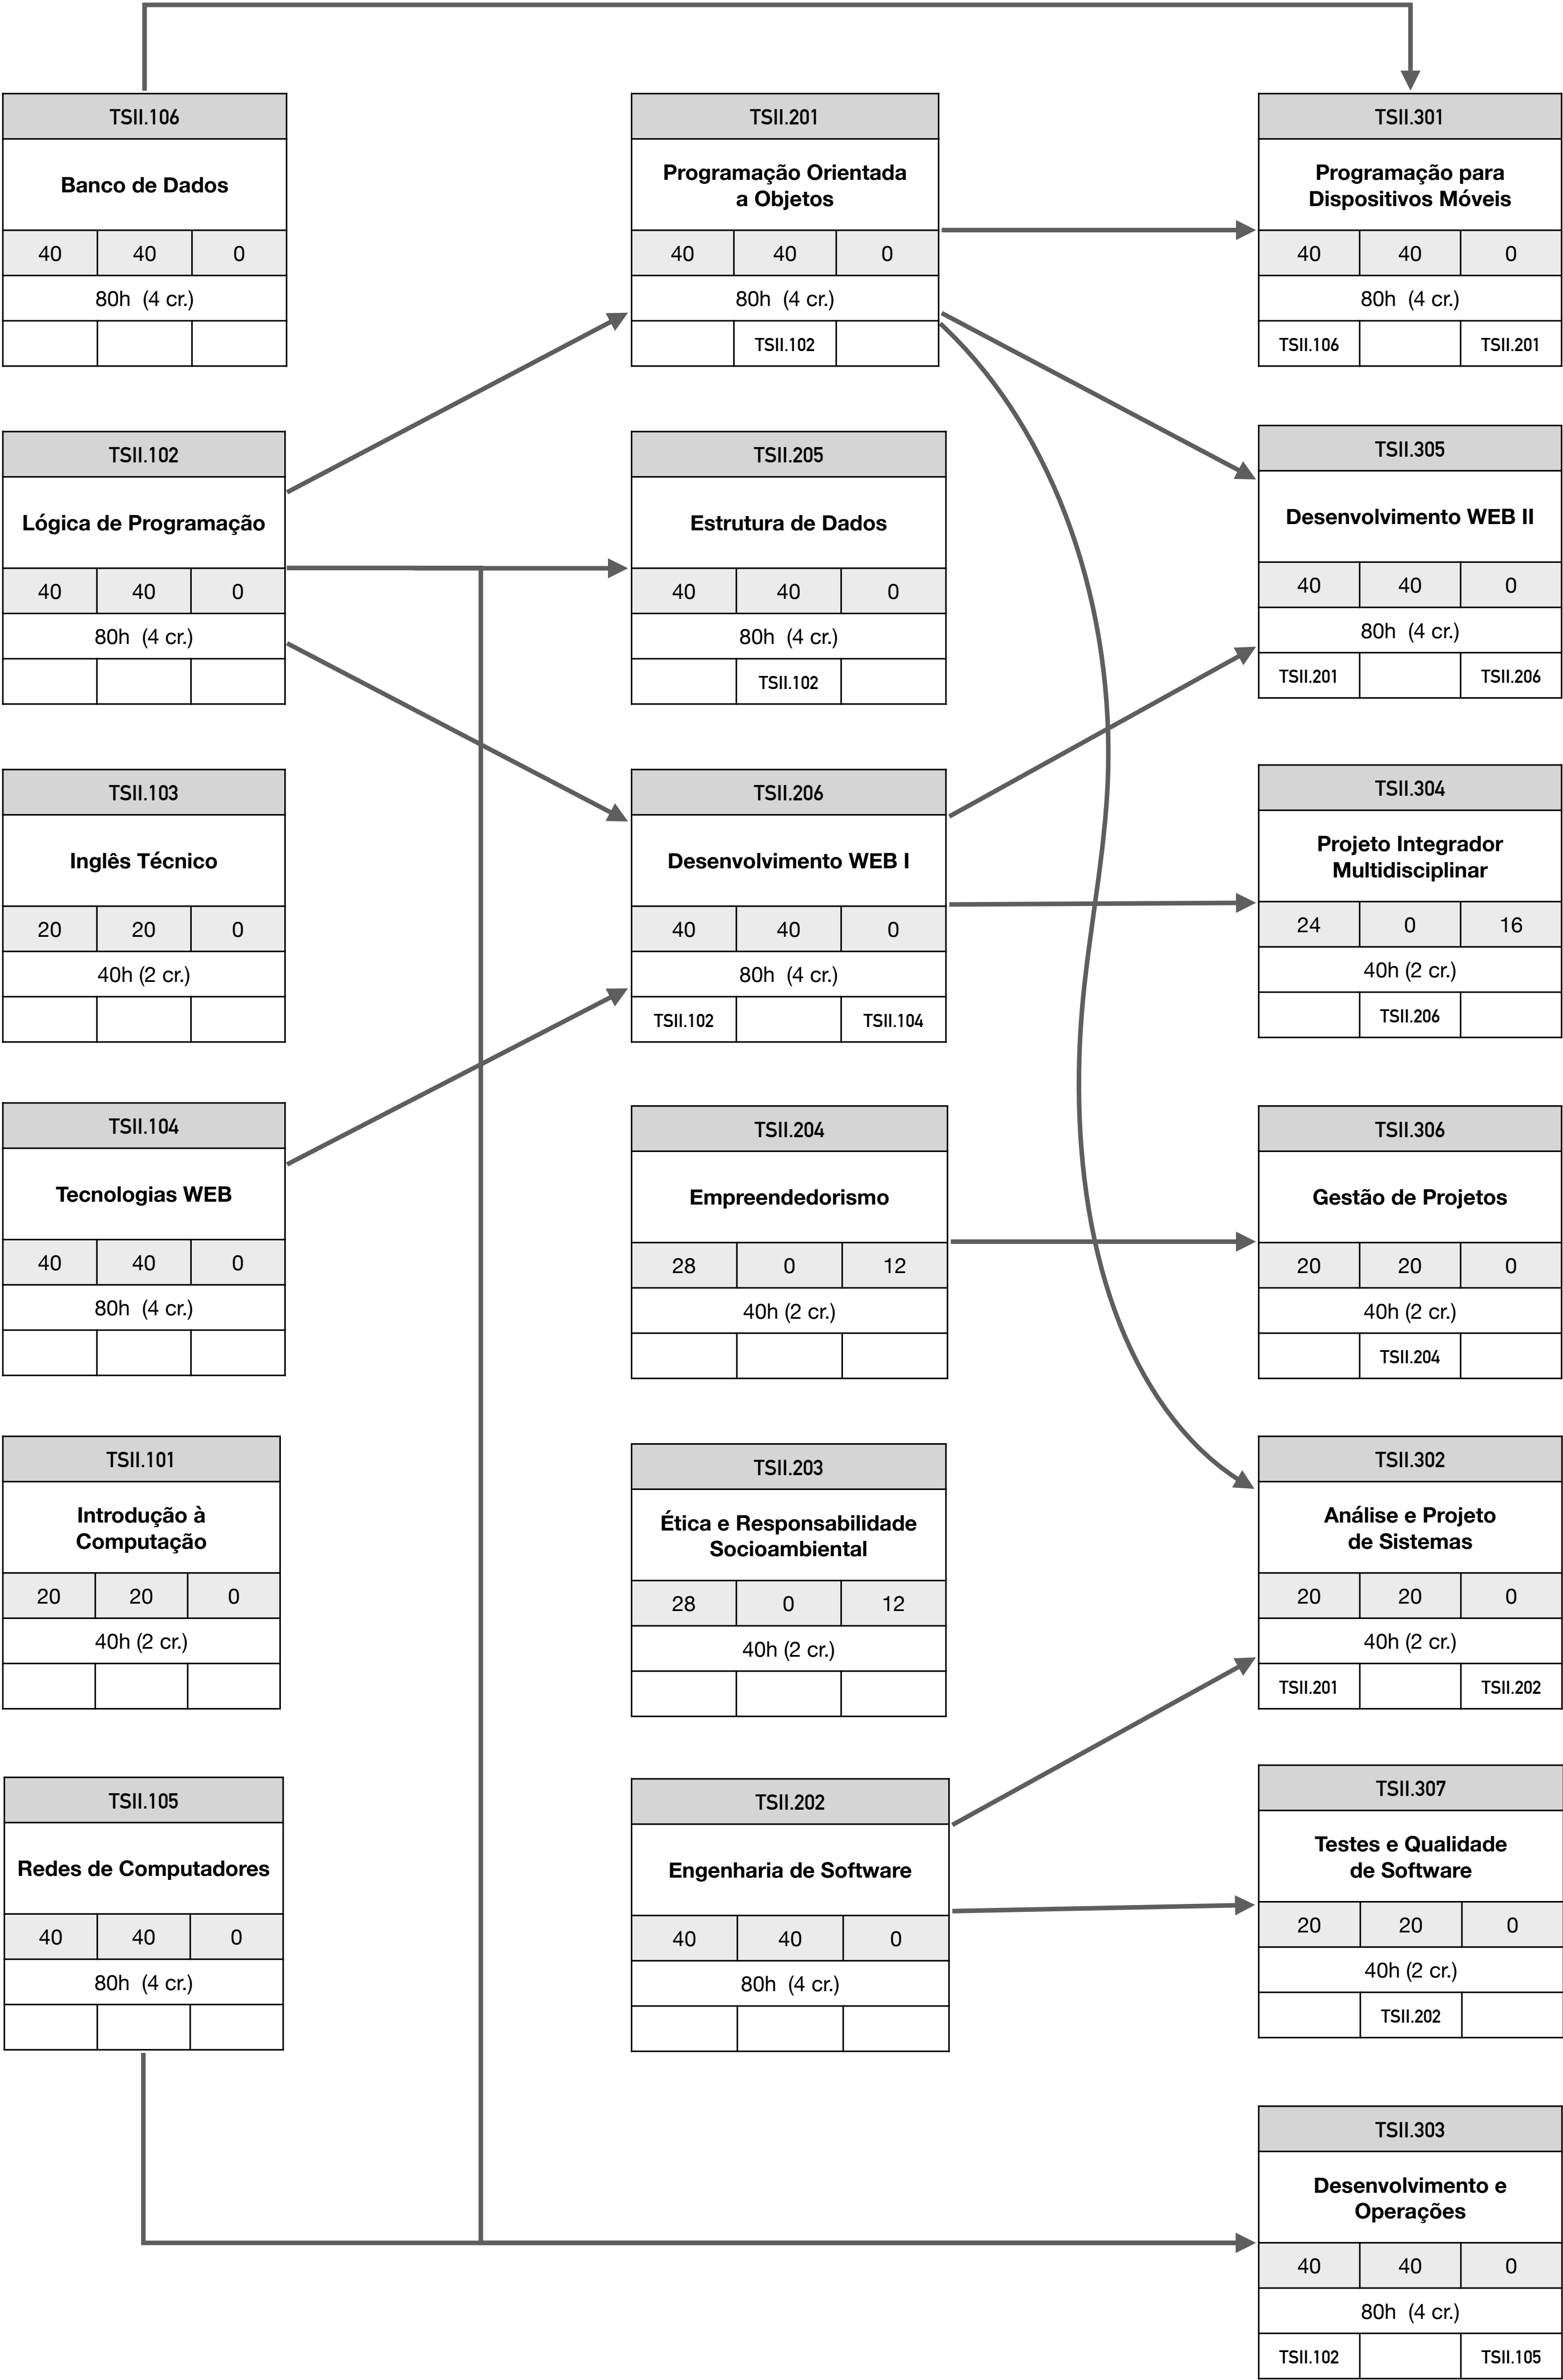 TSII.106
Banco de Dados
40 40 0
80h (4 cr.)
TSII.102
Lógica de Programação
40 40 0
80h (4 cr.)
TSII.103
Inglês Técnico
20 20 0
40h (2 cr.)
TSII.104
Tecnologias WEB
40 40 0
80h (4 cr.)
TSII.101
Introdução à
Computação
20 20 0
40h (2 cr.)
TSII.105
Redes de Computadores
40 40 0
80h (4 cr.)
TSII.201
Programação Orientada
a Objetos
40 40 0
80h (4 cr.)
TSII.102
TSII.205
Estrutura de Dados
40 40 0
80h (4 cr.)
TSII.102
TSII.206
Desenvolvimento WEB I
40 40 0
80h (4 cr.)
TSII.102 TSII.104
TSII.204
Empreendedorismo
28 0 12
40h (2 cr.)
TSII.203
Ética e Responsabilidade
Socioambiental
28 0 12
40h (2 cr.)
TSII.202
Engenharia de Software
40 40 0
80h (4 cr.)
TSII.301
Programação para
Dispositivos Móveis
40 40 0
80h (4 cr.)
TSII.106 TSII.201
TSII.305
Desenvolvimento WEB II
40 40 0
80h (4 cr.)
TSII.201 TSII.206
TSII.304
Projeto Integrador
Multidisciplinar
24 0 16
40h (2 cr.)
TSII.206
TSII.306
Gestão de Projetos
20 20 0
40h (2 cr.)
TSII.204
TSII.302
Análise e Projeto
de Sistemas
20 20 0
40h (2 cr.)
TSII.201 TSII.202
TSII.307
Testes e Qualidade
de Software
20 20 0
40h (2 cr.)
TSII.202
TSII.303
Desenvolvimento e
Operações
40 40 0
80h (4 cr.)
TSII.102 TSII.105